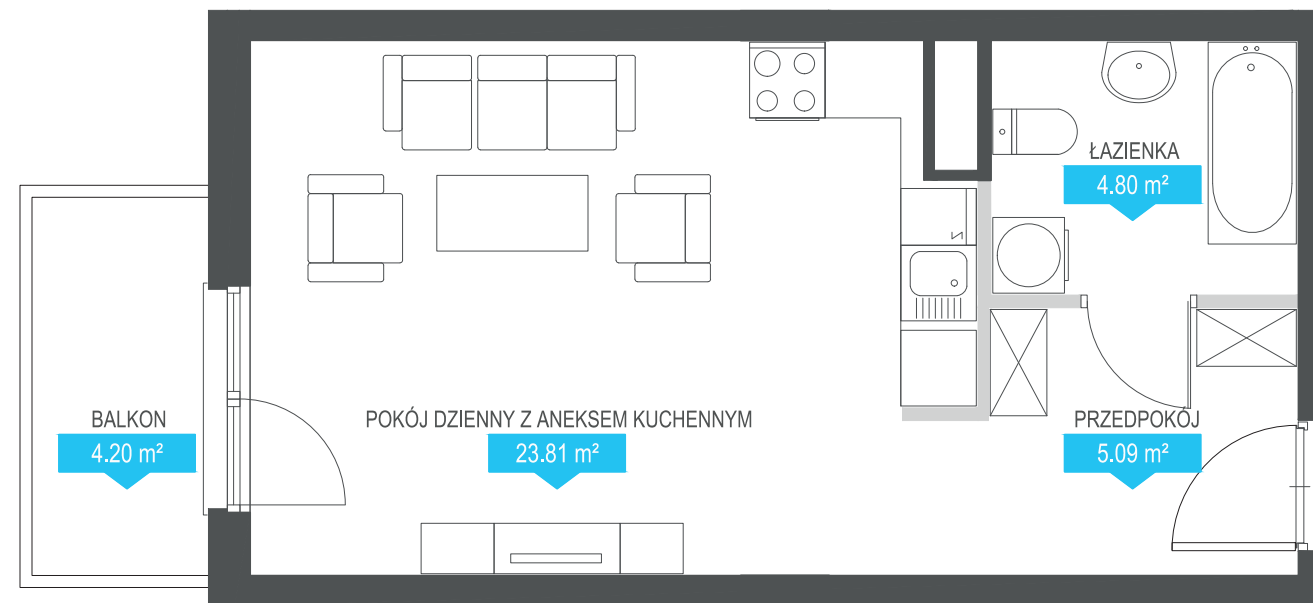 ŁAZIENKA
4.80 m²
BALKON
4.20 m²
POKÓJ DZIENNY Z ANEKSEM KUCHENNYM
23.81 m²
PRZEDPOKÓJ
5.09 m²